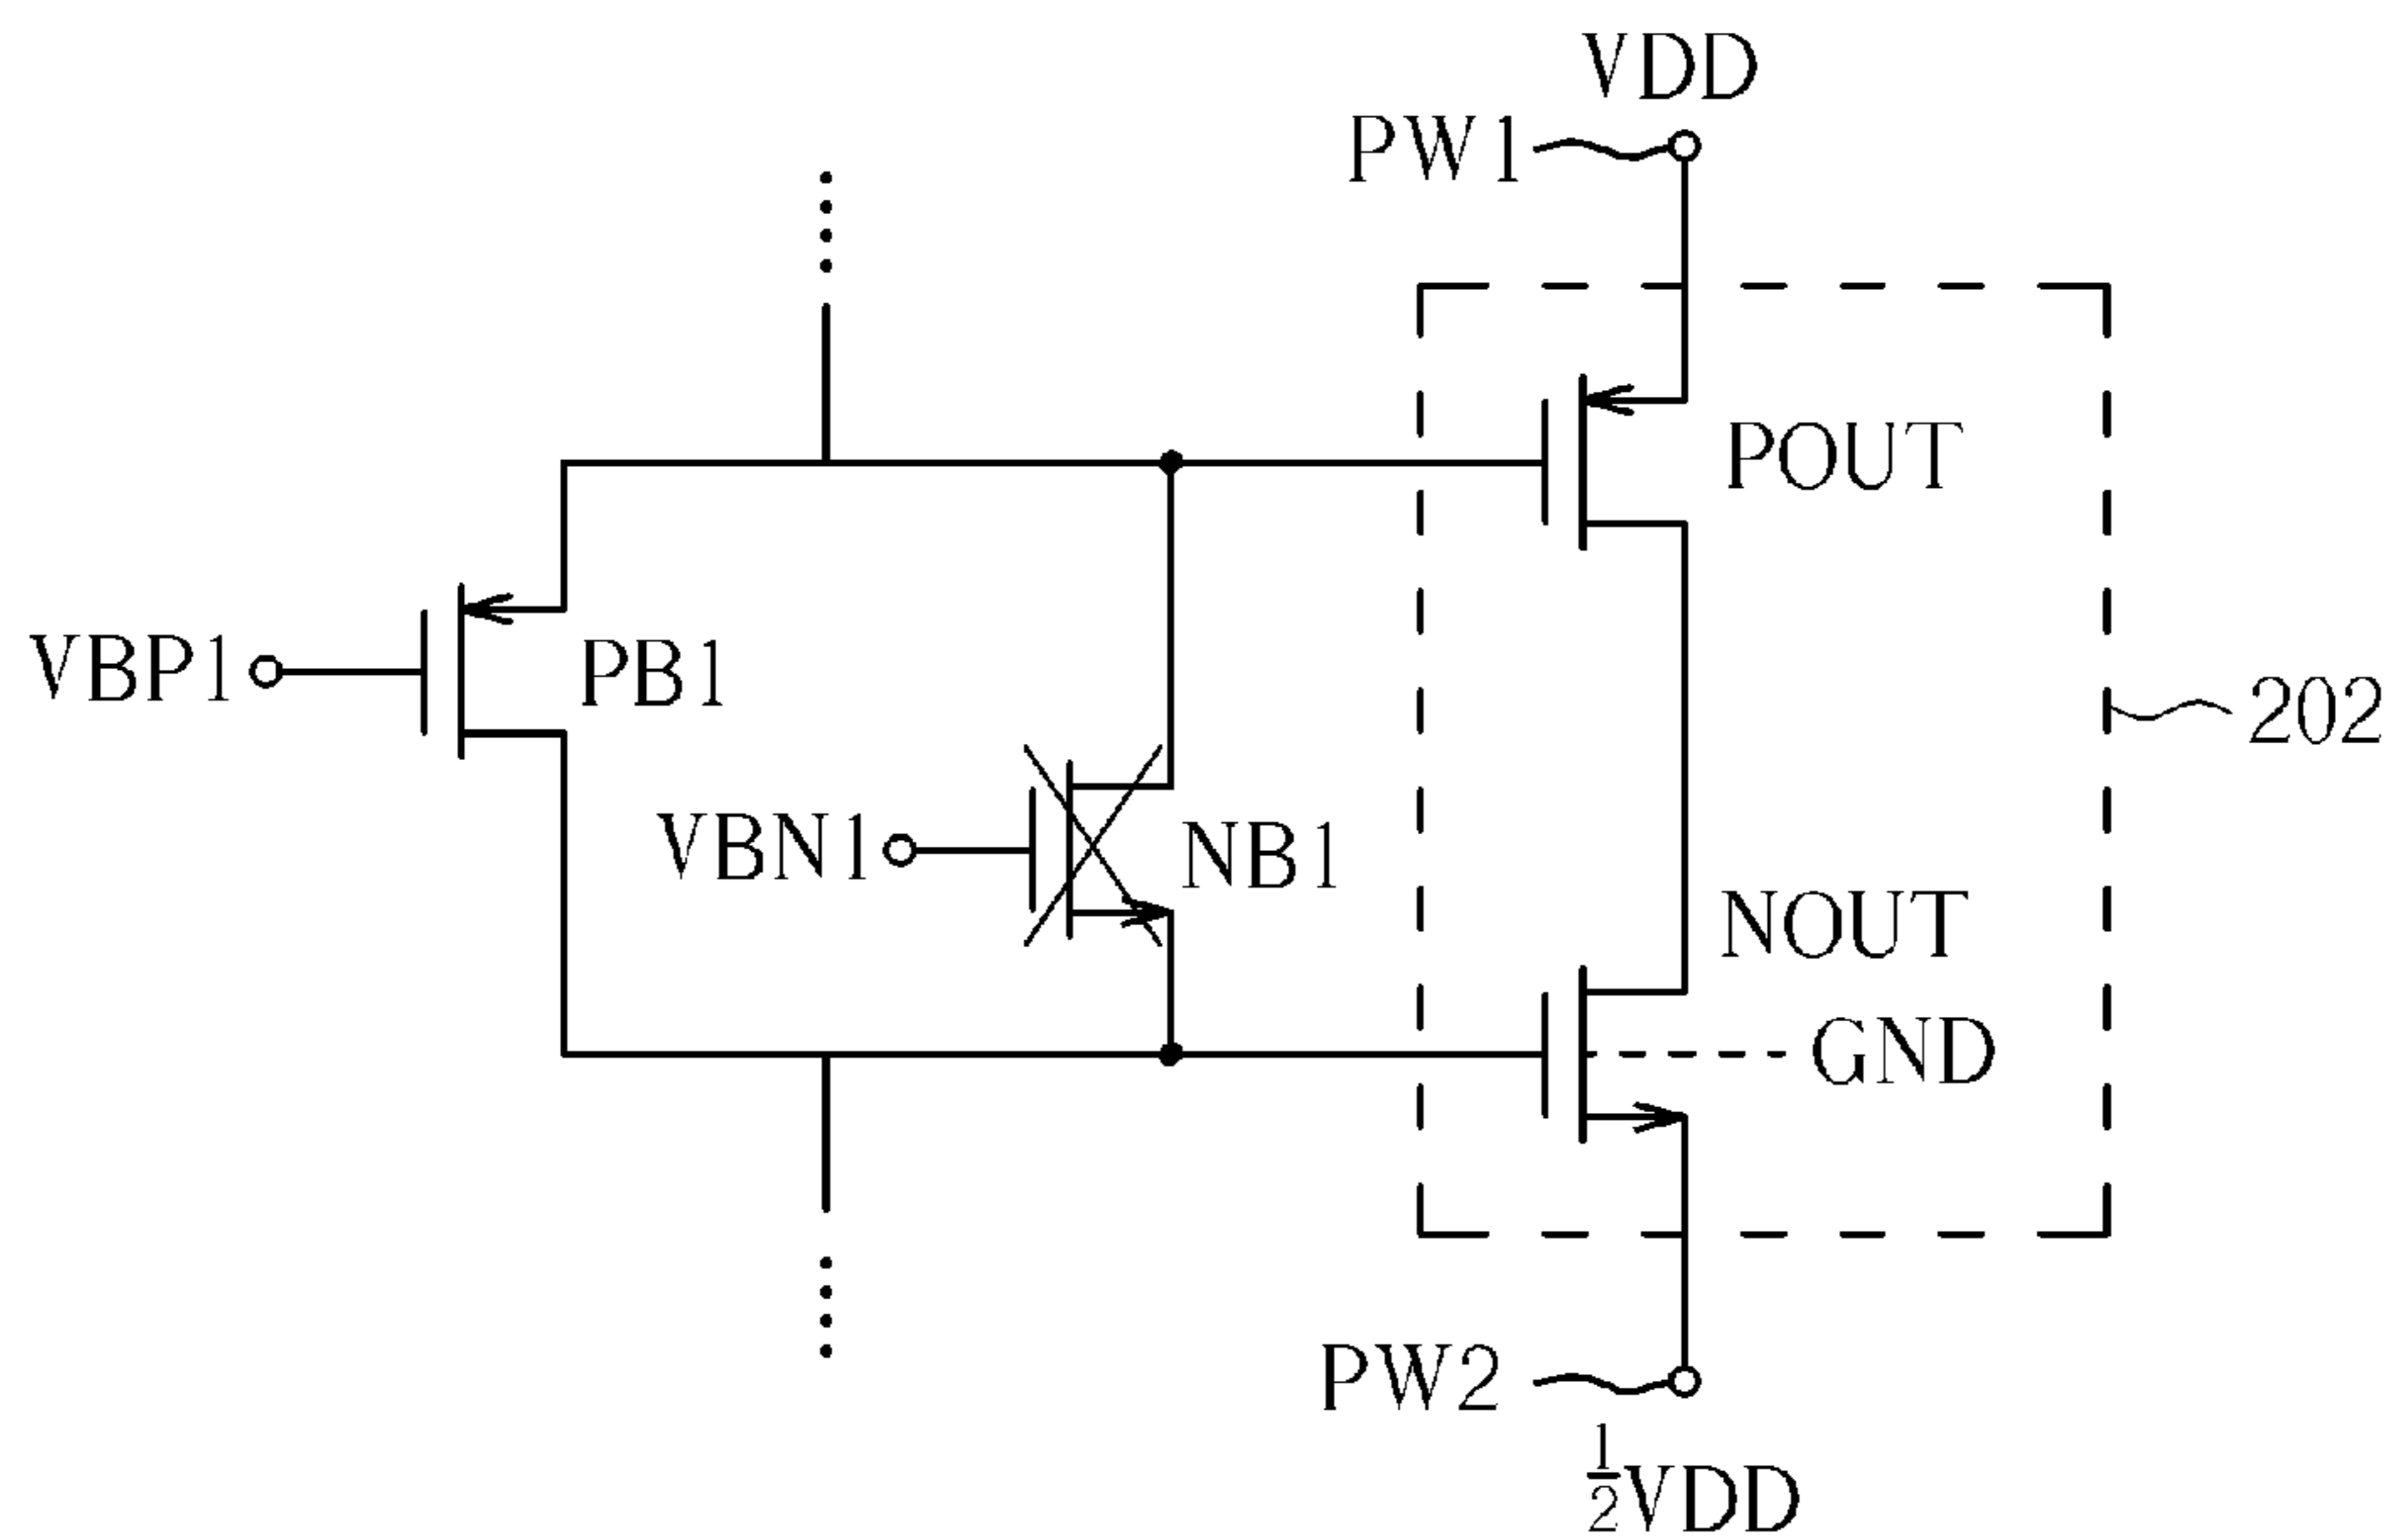 VDD
PW1
POUT
VBP1
PB1
202
VBN1
NB1
NOUT
GND
PW2
1/2VDD